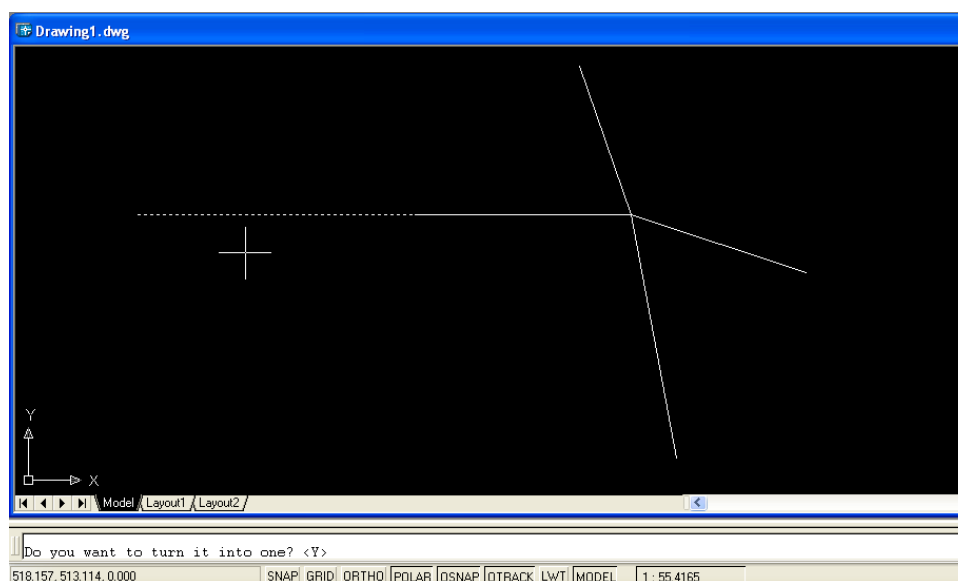 Drawing1.dwg
Y
X
Model Layout1 Layout2
Do you want to turn it into one? <Y>
518.157, 513.114, 0.000 SNAP GRID ORTHO POLAR OSNAP OTRACK LWT MODEL 1 : 55.4165